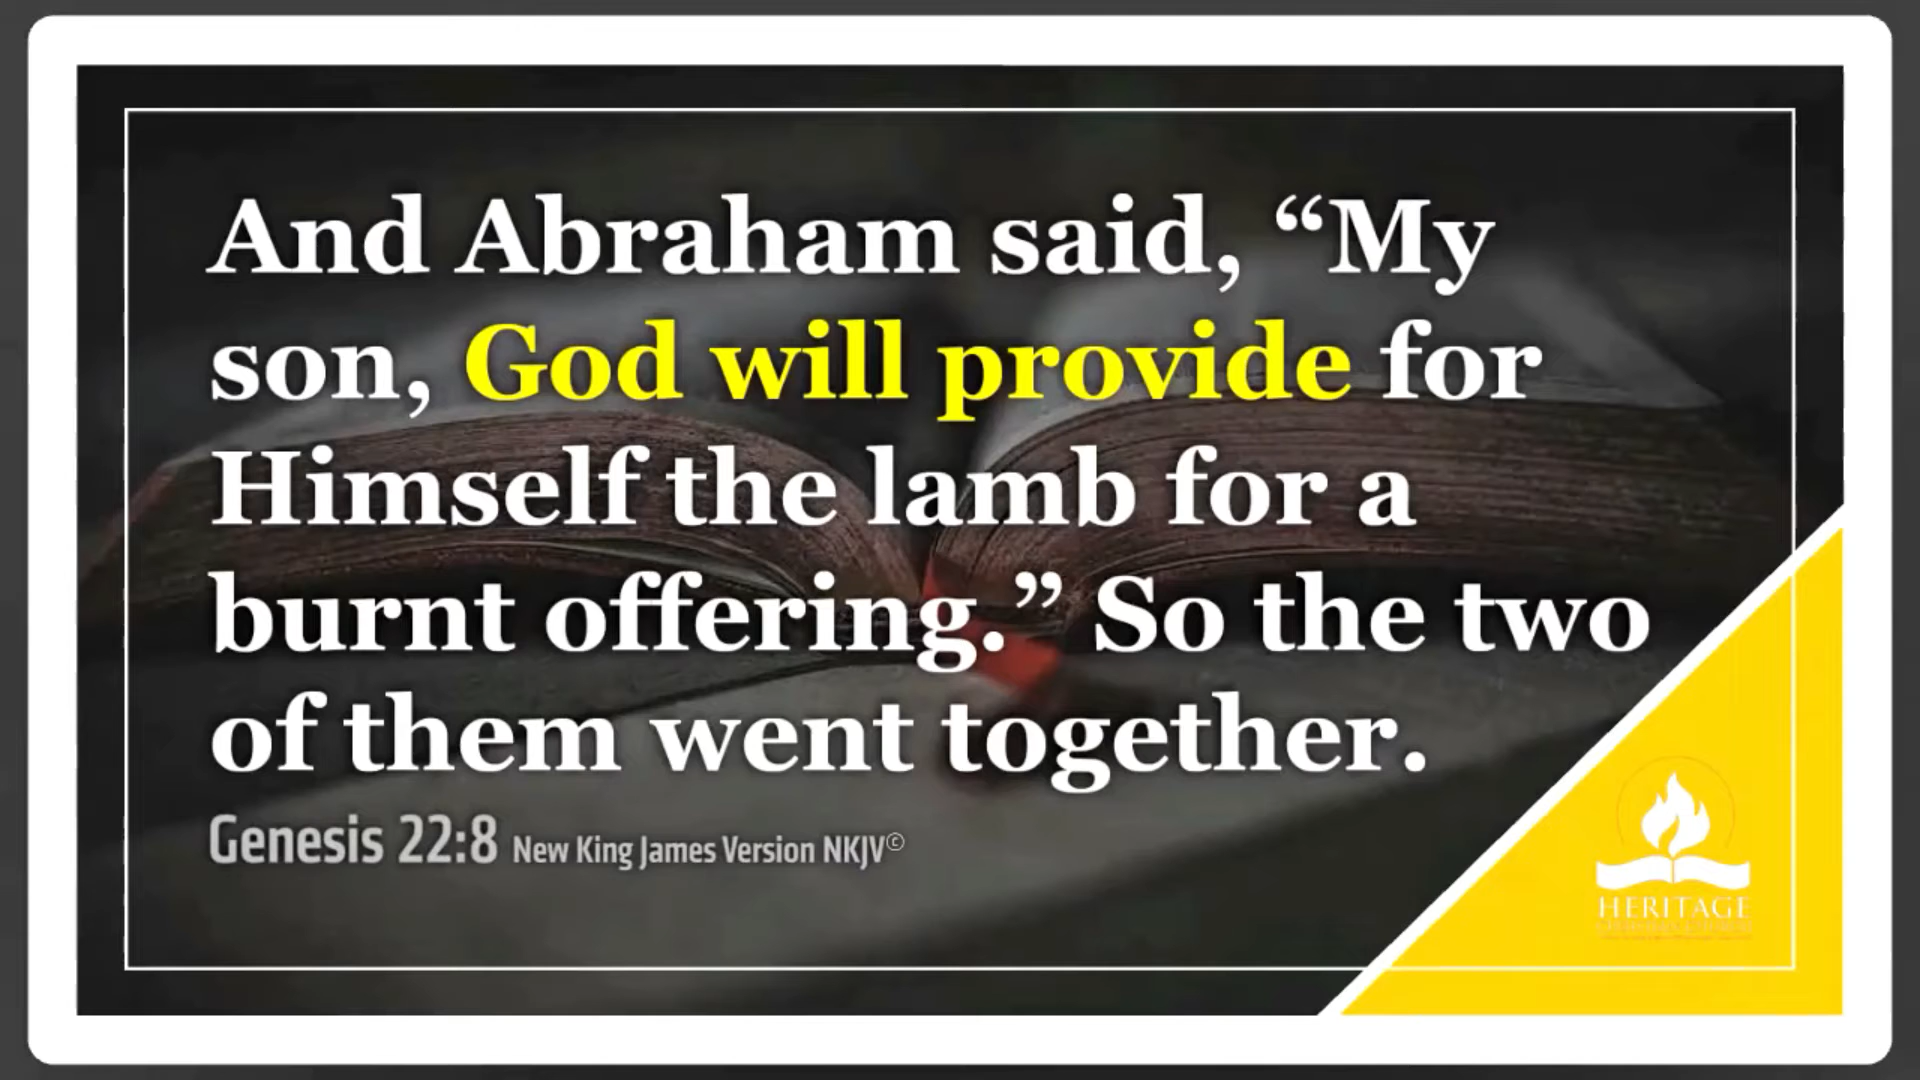 And Abraham said, “My
son, God will provide for
Himself the lamb for a
burnt offering.” So the two
of them went together.
Genesis 22:8 New King James Version NKJV©
HERITAGE